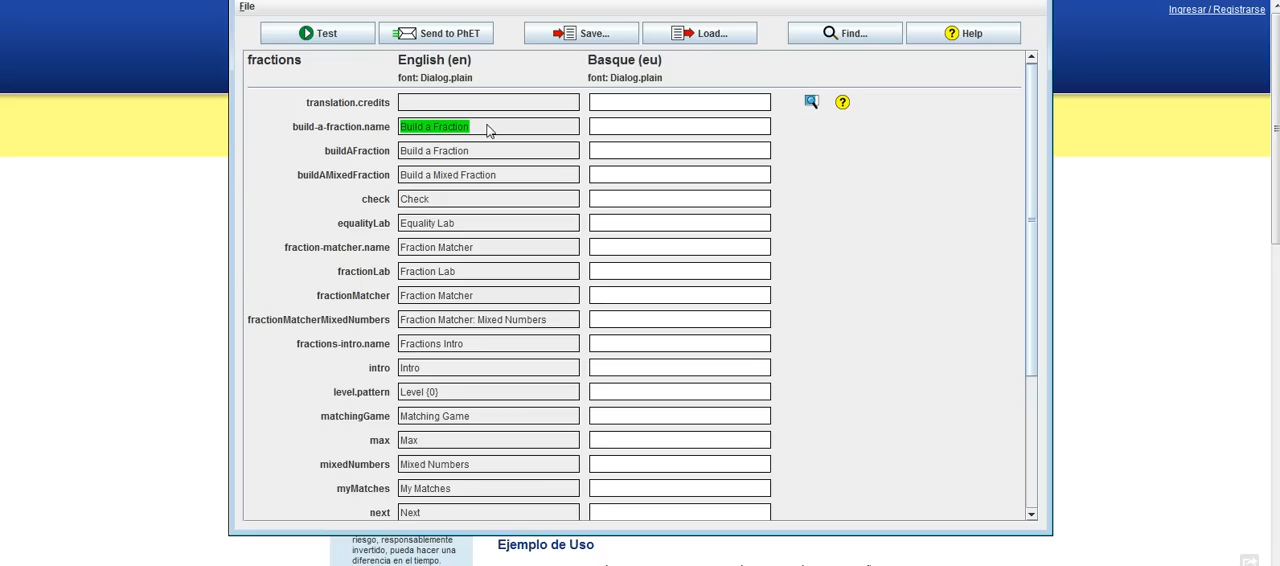 Ingresar / Registrarse
File
Test
Send to PhET
Save...
Load...
Find...
? Help
fractions English (en) Basque (eu)
font: Dialog.plain font: Dialog.plain
translation.credits ?
build-a-fraction.name Build a Fraction
buildAFraction Build a Fraction
buildAMixedFraction Build a Mixed Fraction
check Check
equalityLab Equality Lab
fraction-matcher.name Fraction Matcher
fractionLab Fraction Lab
fractionMatcher Fraction Matcher
fractionMatcherMixedNumbers Fraction Matcher: Mixed Numbers
fractions-intro.name Fractions Intro
intro Intro
level.pattern Level {0}
matchingGame Matching Game
max Max
mixedNumbers Mixed Numbers
myMatches My Matches
next Next
riesgo, responsablemente
invertido, pueda hacer una
diferencia en el tiempo.
Ejemplo de Uso